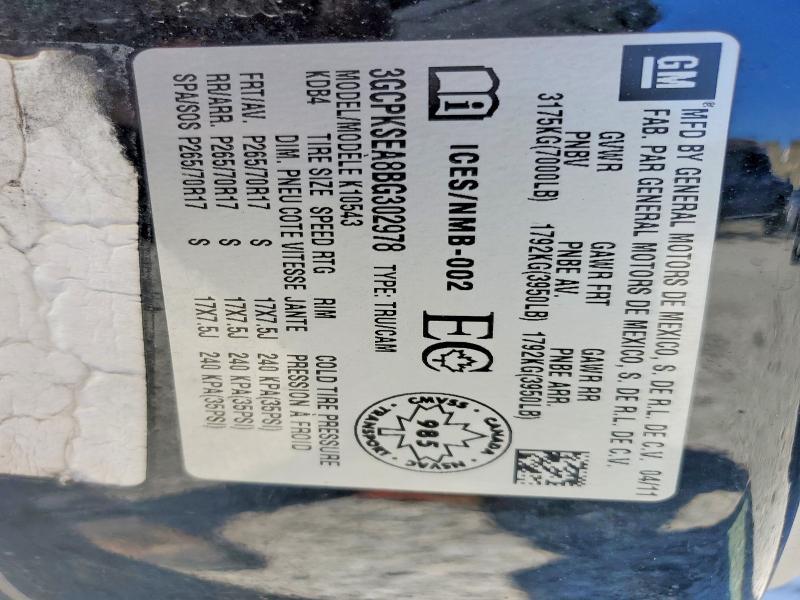 GM
®MFD BY GENERAL MOTORS DE MEXICO, S. DE R.L. DE C.V. 04/11
FAB. PAR GENERAL MOTORS DE MEXICO, S. DE R.L. DE C.V.
GVWR GAWR FRT GAWR RR
PNBV PNBE AV. PNBE ARR.
3175KG(7000LB) 1792KG(3950LB) 1792KG(3950LB)
i ICES/NMB-002 EC
CANADA · NSVAC · TRANSPORT · CMVSS
985
3GCPKSEA8BG302978 TYPE: TRU/CAM
MODEL/MODÈLE K10543
KDB4 TIRE SIZE SPEED RTG RIM COLD TIRE PRESSURE
DIM. PNEU COTE VITESSE JANTE PRESSION À FROID
FRT/AV. P265/70R17 S 17X7.5J 240 KPA(35PSI)
RR/ARR. P265/70R17 S 17X7.5J 240 KPA(35PSI)
SPA/SOS P265/70R17 S 17X7.5J 240 KPA(35PSI)